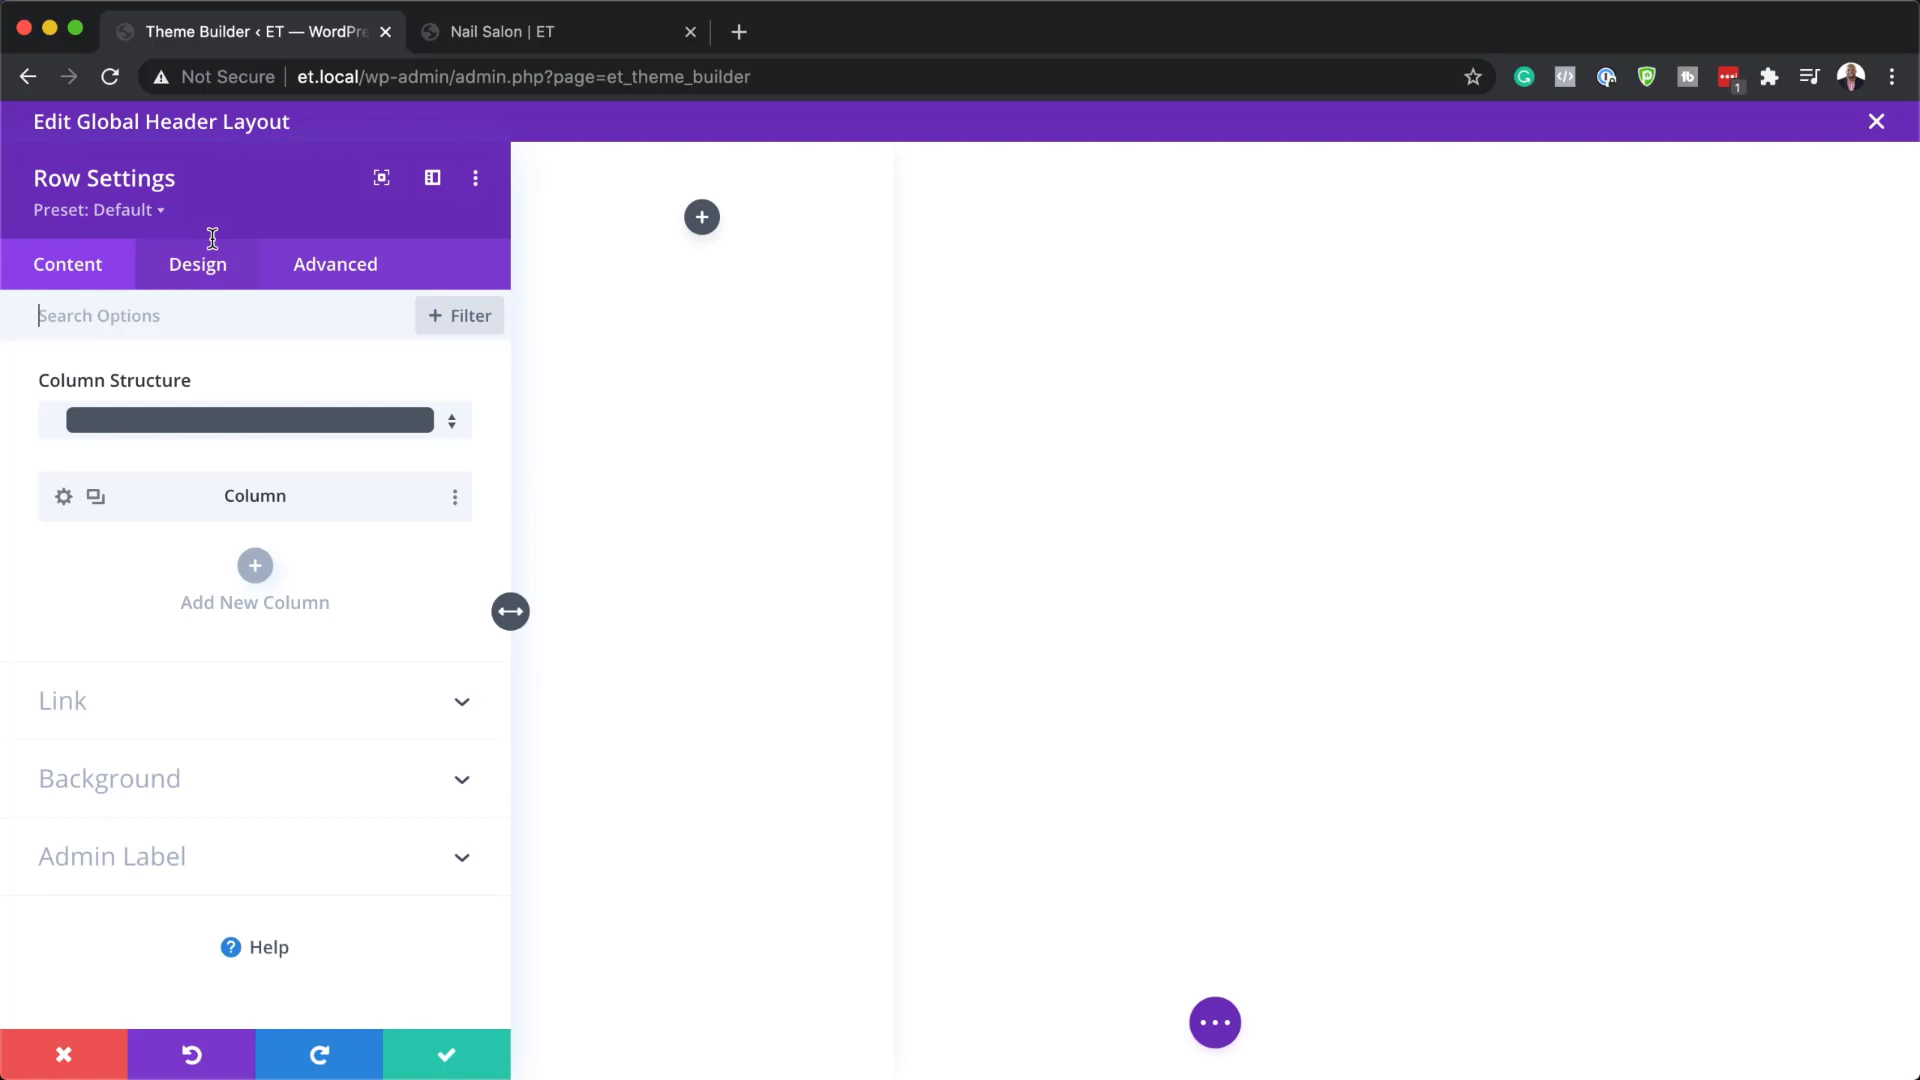 Theme Builder ‹ ET — WordPre
Nail Salon | ET
Not Secure
et.local/wp-admin/admin.php?page=et_theme_builder
1
Edit Global Header Layout
Row Settings
Preset: Default
Content
Design
Advanced
Search Options
+ Filter
Column Structure
Column
Add New Column
Link
Background
Admin Label
Help